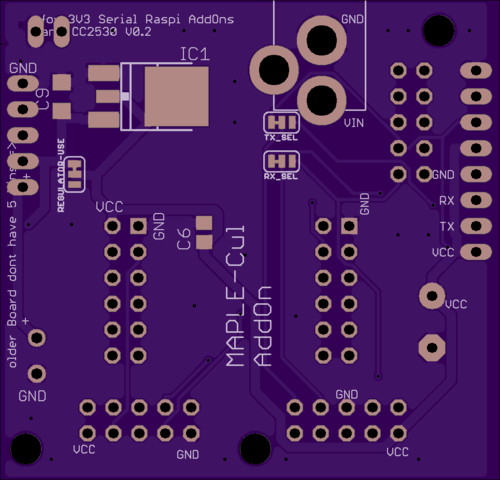 3V3 Serial Raspi AddOns
CC2530 V0.2
GND
IC1
GND
C9
VIN
TX_SEL
REGULATOR-USE
RX_SEL
GND
+
VCC
GND
GND
RX
TX
C6
VCC
older Board dont have 5 Pins=>
MAPLE-Cul
AddOn
VCC
+
GND
GND
VCC
GND
VCC